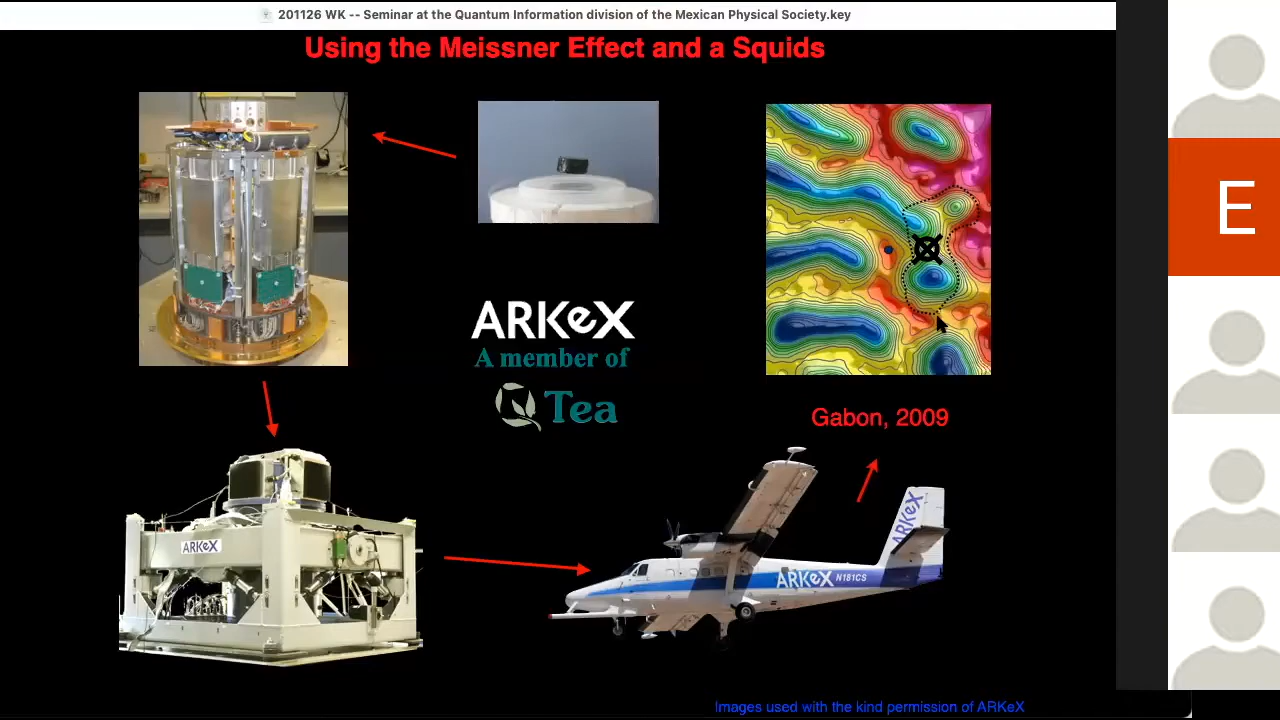 201126 WK -- Seminar at the Quantum Information division of the Mexican Physical Society.key
Using the Meissner Effect and a Squids
E
ARKeX
A member of
Tea
Gabon, 2009
ARKeX
ARKeX
ARKeX N181CS
Images used with the kind permission of ARKeX